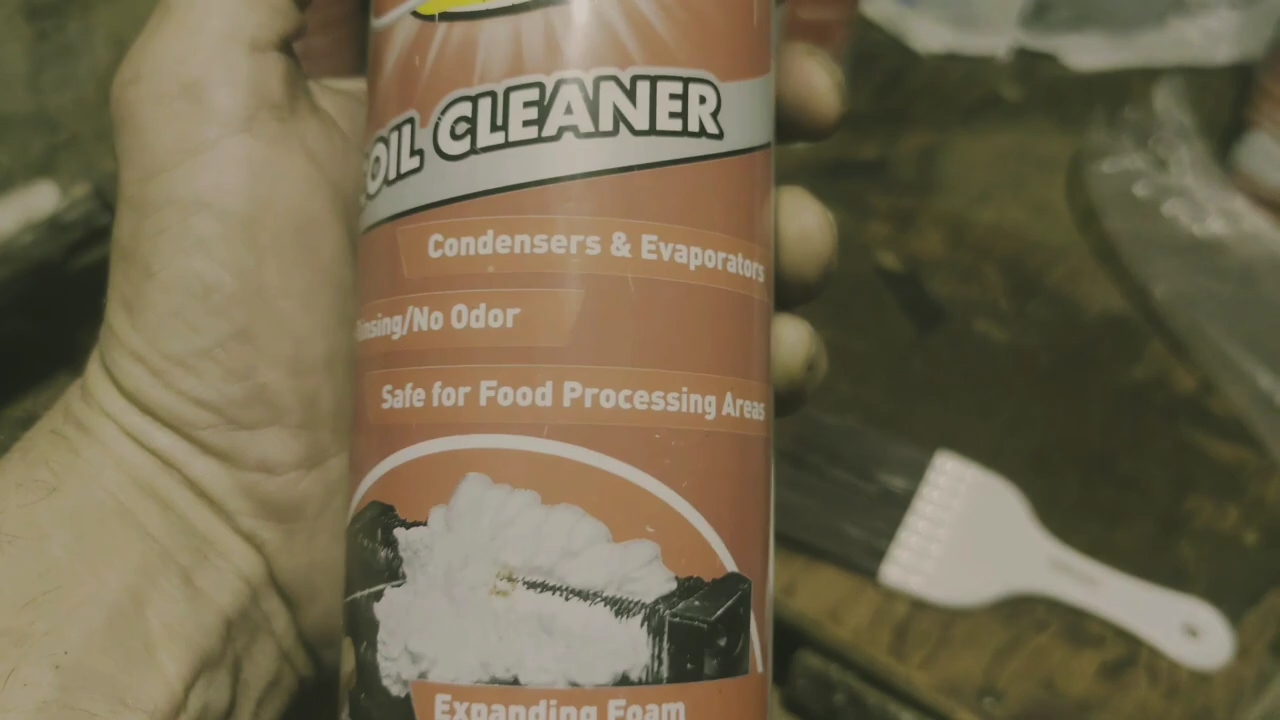 OIL CLEANER
Condensers & Evaporators
insing/No Odor
Safe for Food Processing Areas
Expanding Foam